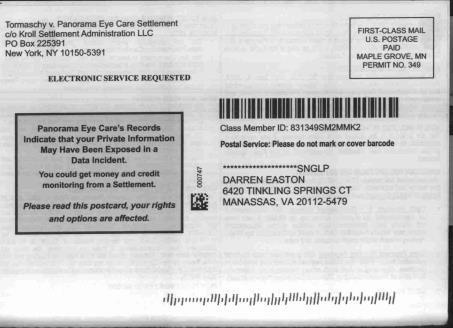 Tormaschy v. Panorama Eye Care Settlement
c/o Kroll Settlement Administration LLC
PO Box 225391
New York, NY 10150-5391
FIRST-CLASS MAIL
U.S. POSTAGE
PAID
MAPLE GROVE, MN
PERMIT NO. 349
ELECTRONIC SERVICE REQUESTED
Panorama Eye Care's Records
Indicate that your Private Information
May Have Been Exposed in a
Data Incident.
You could get money and credit
monitoring from a Settlement.
Please read this postcard, your rights
and options are affected.
Class Member ID: 831349SM2MMK2
Postal Service: Please do not mark or cover barcode
000747
********************SNGLP
DARREN EASTON
6420 TINKLING SPRINGS CT
MANASSAS, VA 20112-5479